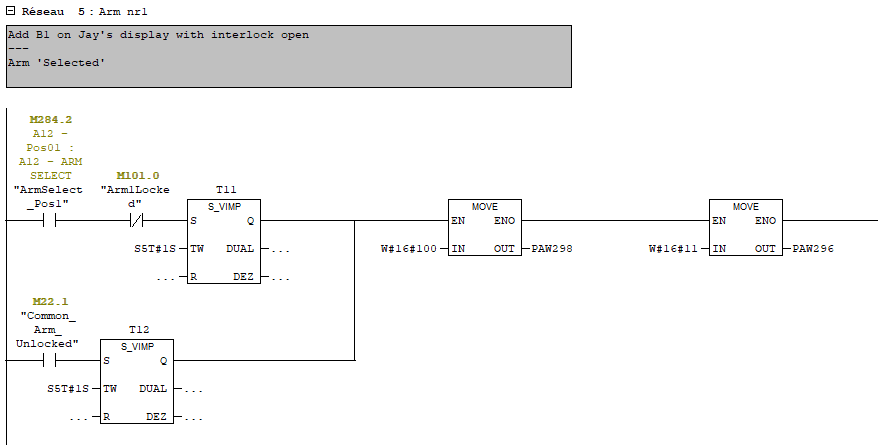 Réseau 5 : Arm nr1
Add B1 on Jay's display with interlock open
---
Arm 'Selected'
M284.2
A12 -
Pos01 :
A12 - ARM
SELECT
"ArmSelect
_Pos1"
M101.0
"Arm1Locke
d"
T11
S_VIMP
S
Q
S5T#1S
TW
DUAL
...
...
R
DEZ
...
MOVE
EN
ENO
W#16#100
IN
OUT
PAW298
MOVE
EN
ENO
W#16#11
IN
OUT
PAW296
M22.1
"Common_
Arm_
Unlocked"
T12
S_VIMP
S
Q
S5T#1S
TW
DUAL
...
...
R
DEZ
...